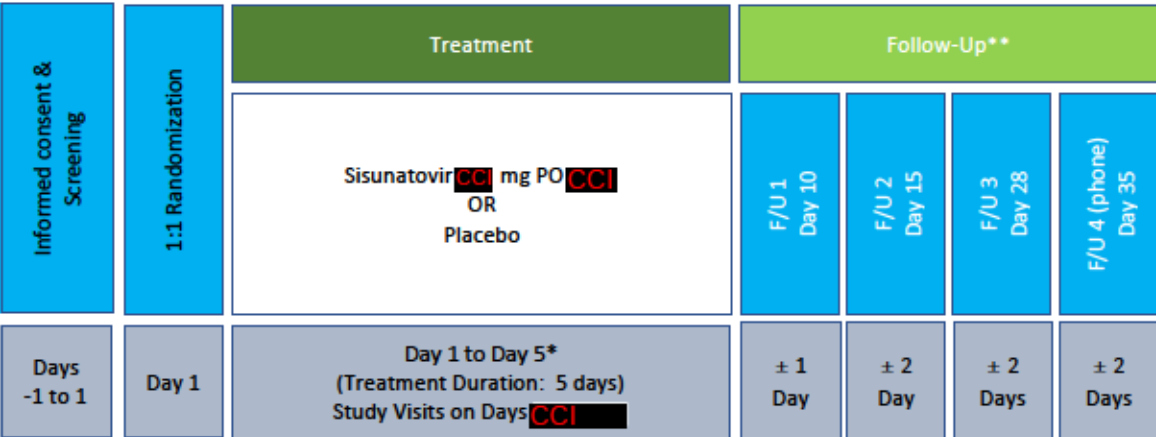 Informed consent &
Screening
1:1 Randomization
Treatment
Follow-Up**
Sisunatovir CCI mg PO CCI
OR
Placebo
F/U 1
Day 10
F/U 2
Day 15
F/U 3
Day 28
F/U 4 (phone)
Day 35
Days
-1 to 1
Day 1
Day 1 to Day 5*
(Treatment Duration: 5 days)
Study Visits on Days CCI
± 1
Day
± 2
Day
± 2
Days
± 2
Days